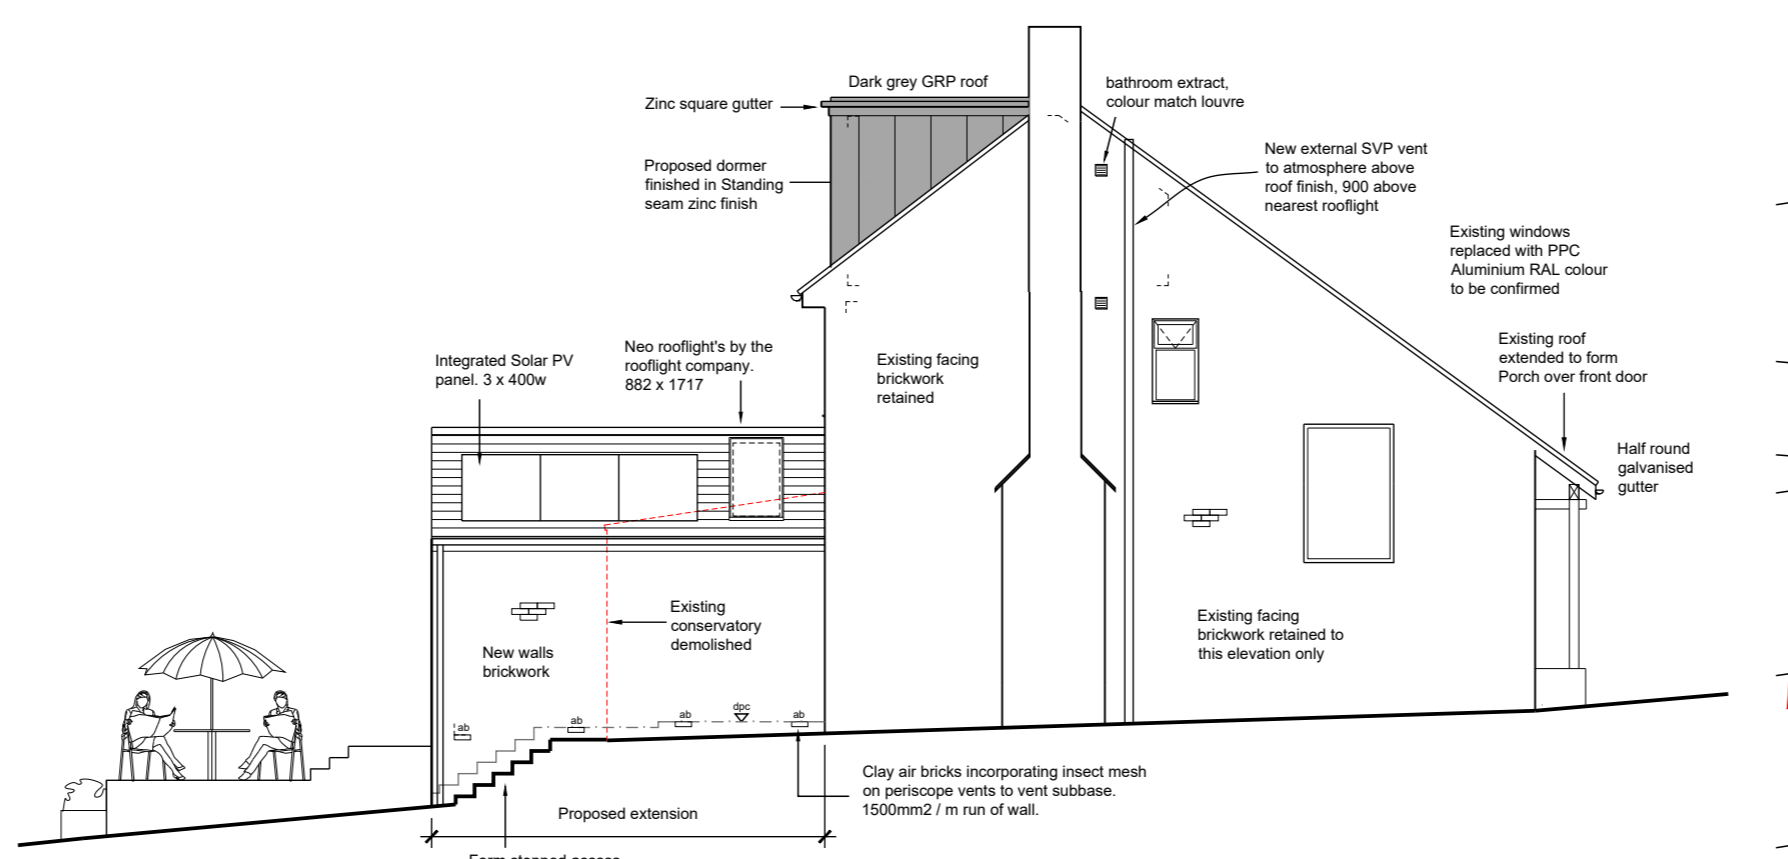 Dark grey GRP roof
Zinc square gutter
bathroom extract,
colour match louvre
Proposed dormer
finished in Standing
seam zinc finish
New external SVP vent
to atmosphere above
roof finish, 900 above
nearest rooflight
Existing windows
replaced with PPC
Aluminium RAL colour
to be confirmed
Integrated Solar PV
panel. 3 x 400w
Neo rooflight's by the
rooflight company.
882 x 1717
Existing facing
brickwork
retained
Existing roof
extended to form
Porch over front door
Half round
galvanised
gutter
Existing
conservatory
demolished
New walls
brickwork
Existing facing
brickwork retained to
this elevation only
ab
ab
ab
dpc
ab
Clay air bricks incorporating insect mesh
on periscope vents to vent subbase.
1500mm2 / m run of wall.
Proposed extension
Form stepped access